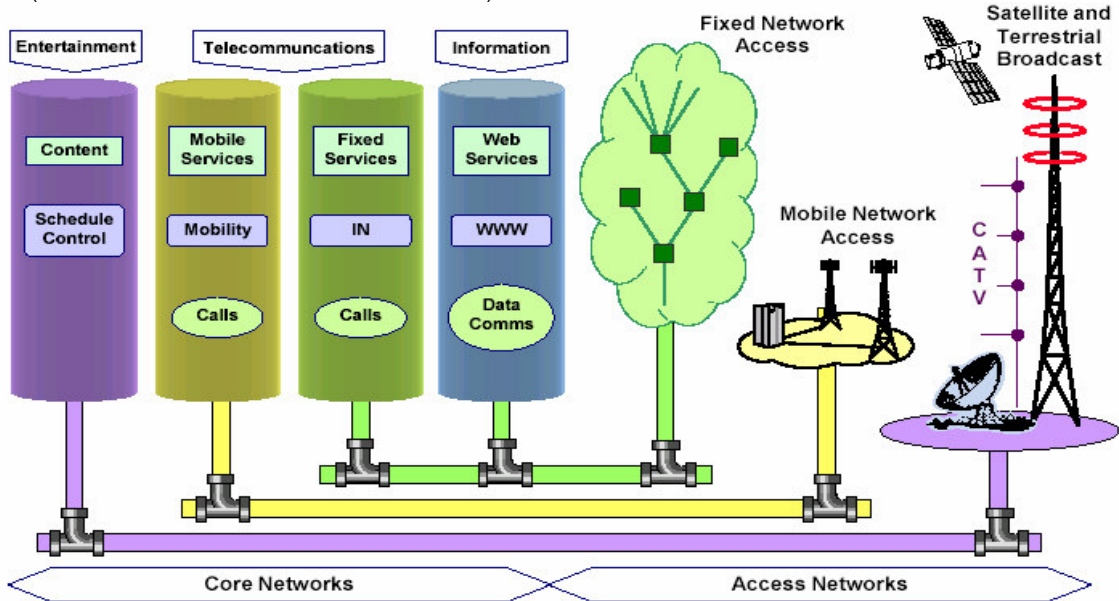 Entertainment
Telecommuncations
Information
Fixed Network
Access
Satellite and
Terrestrial
Broadcast
Content
Mobile
Services
Fixed
Services
Web
Services
Schedule
Control
Mobility
IN
WWW
Mobile Network
Access
C
A
T
V
Calls
Calls
Data
Comms
Core Networks
Access Networks